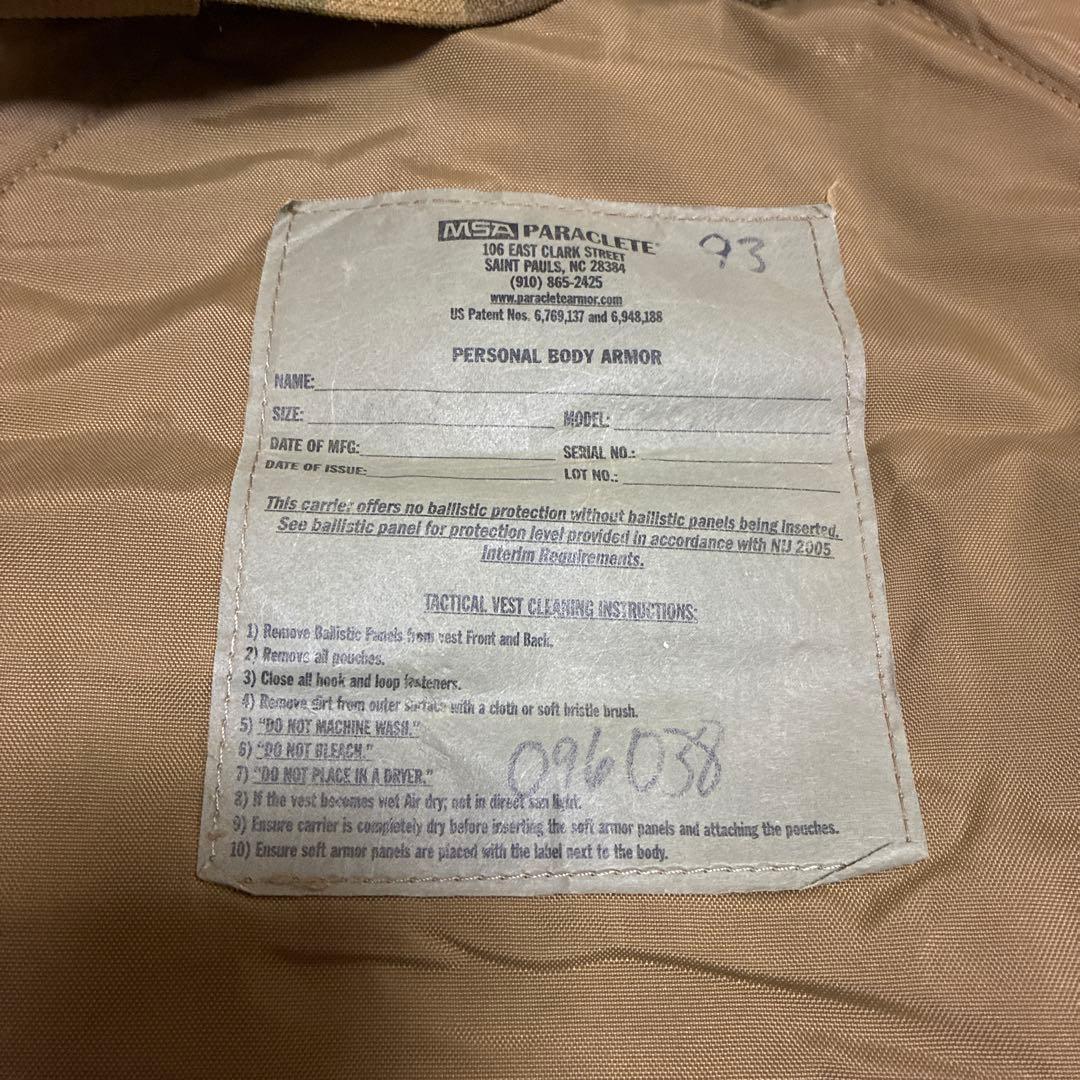 MSA PARACLETE
93
106 EAST CLARK STREET
SAINT PAULS, NC 28384
(910) 865-2425
www.paracletearmor.com
US Patent Nos. 6,769,137 and 6,948,188
PERSONAL BODY ARMOR
NAME:
SIZE: MODEL:
DATE OF MFG: SERIAL NO.:
DATE OF ISSUE: LOT NO.:
This carrier offers no ballistic protection without ballistic panels being inserted.
See ballistic panel for protection level provided in accordance with NIJ 2005
Interim Requirements.
TACTICAL VEST CLEANING INSTRUCTIONS:
1) Remove Ballistic Panels from vest Front and Back.
2) Remove all pouches.
3) Close all hook and loop fasteners.
4) Remove dirt from outer surface with a cloth or soft bristle brush.
5) "DO NOT MACHINE WASH."
6) "DO NOT BLEACH."
7) "DO NOT PLACE IN A DRYER."
096038
8) If the vest becomes wet Air dry; not in direct sun light.
9) Ensure carrier is completely dry before inserting the soft armor panels and attaching the pouches.
10) Ensure soft armor panels are placed with the label next to the body.